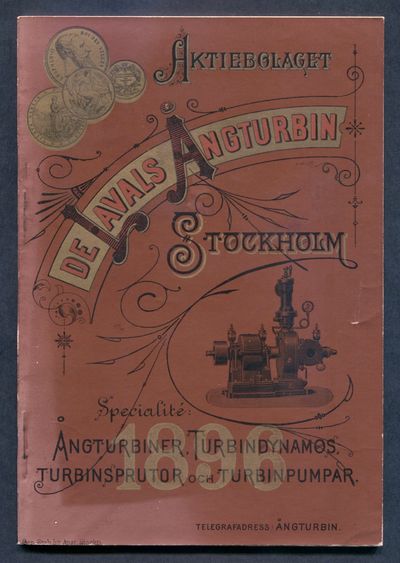 AKTIEBOLAGET
DE LAVALS ÅNGTURBIN
STOCKHOLM
Specialité:
ÅNGTURBINER, TURBINDYNAMOS,
1896
TURBINSPRUTOR OCH TURBINPUMPAR.
TELEGRAFADRESS: ÅNGTURBIN.